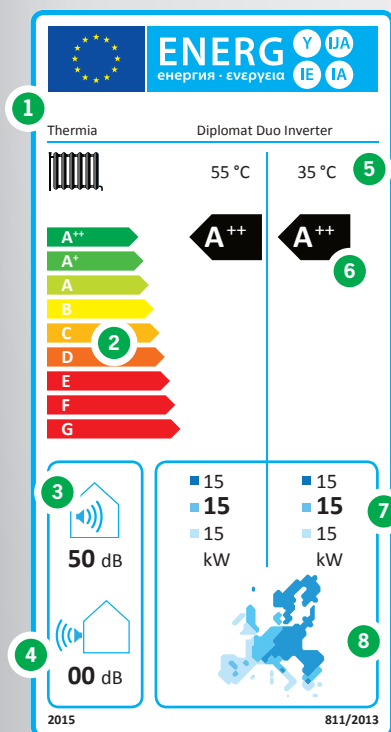 ENERG Y IJA
енергия · ενεργεια IE IA
1
Thermia Diplomat Duo Inverter
55 °C 35 °C 5
A++ A++
6
A++
A+
A
B
C
2
D
E
F
G
3
50 dB
4
00 dB
15 15
15 15 7
15 15
kW kW
8
2015 811/2013